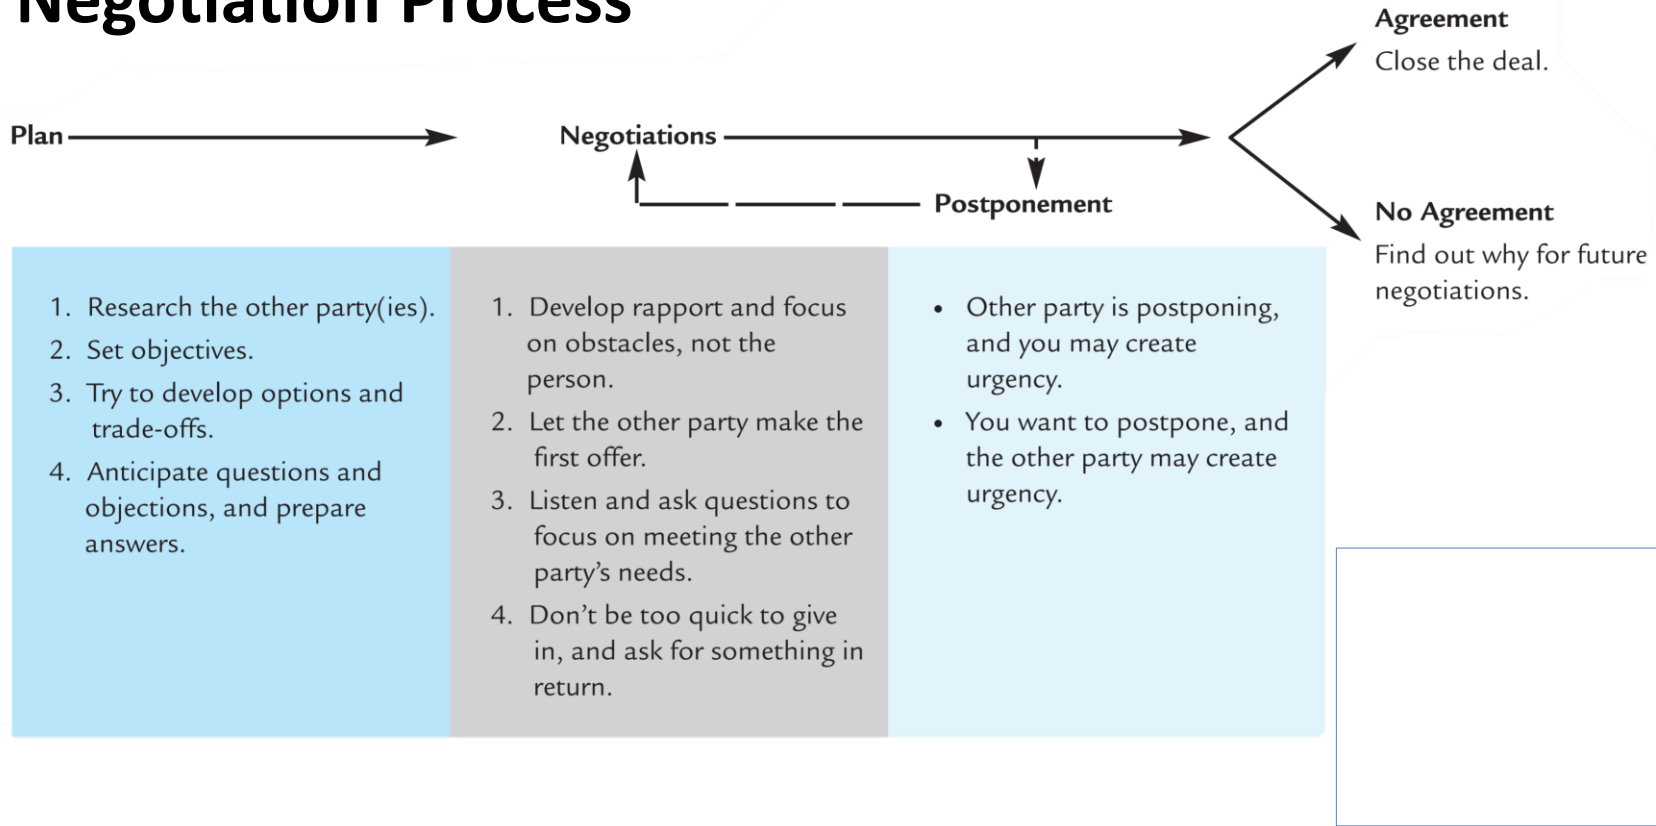 Negotiation Process
Agreement
Close the deal.
Plan
Negotiations
Postponement
No Agreement
Find out why for future
negotiations.
1. Research the other party(ies).
2. Set objectives.
3. Try to develop options and
trade-offs.
4. Anticipate questions and
objections, and prepare
answers.
1. Develop rapport and focus
on obstacles, not the
person.
2. Let the other party make the
first offer.
3. Listen and ask questions to
focus on meeting the other
party's needs.
4. Don't be too quick to give
in, and ask for something in
return.
• Other party is postponing,
and you may create
urgency.
• You want to postpone, and
the other party may create
urgency.